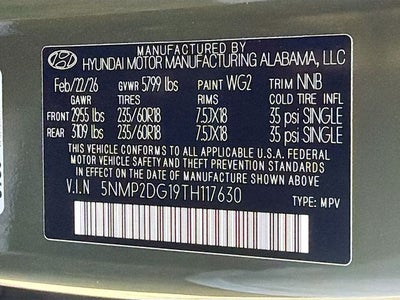 MANUFACTURED BY
HYUNDAI MOTOR MANUFACTURING ALABAMA, LLC
Feb/22/26 GVWR 5799 lbs PAINT WG2 TRIM NNB
GAWR TIRES RIMS COLD TIRE INFL
FRONT 2955 lbs 235/60R18 7.5JX18 35 psi SINGLE
REAR 3109 lbs 235/60R18 7.5JX18 35 psi SINGLE
THIS VEHICLE CONFORMS TO ALL APPLICABLE U.S.A. FEDERAL
MOTOR VEHICLE SAFETY AND THEFT PREVENTION STANDARDS
IN EFFECT ON THE DATE OF MANUFACTURE SHOWN ABOVE
V.I.N 5NMP2DG19TH117630
TYPE: MPV